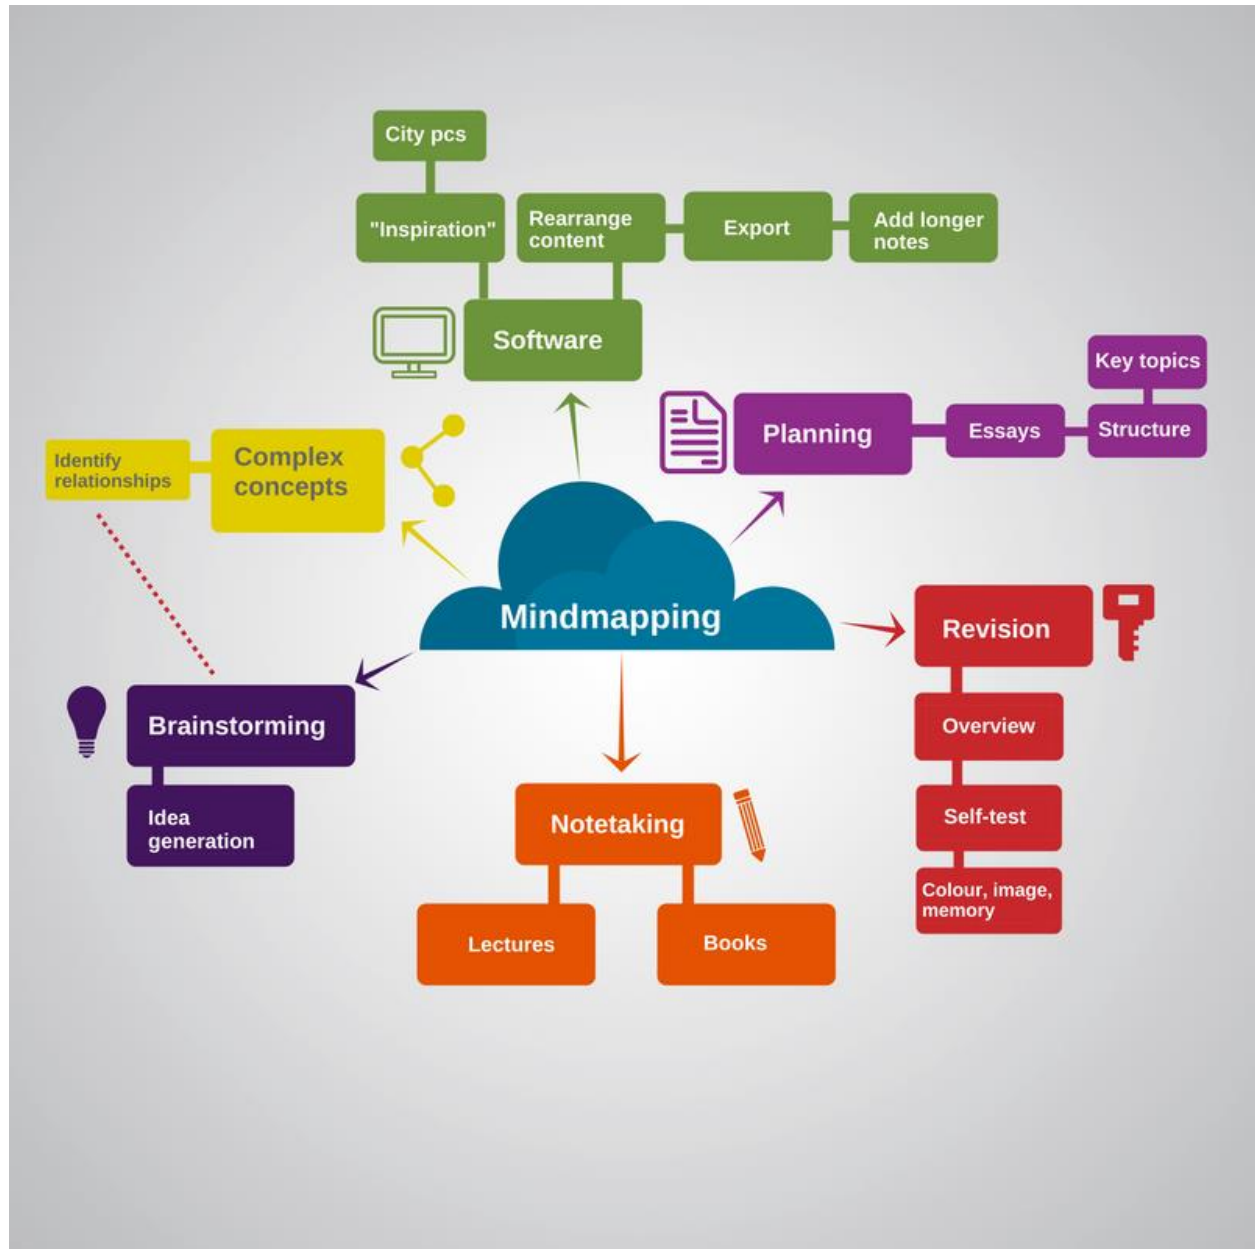 City pcs
"Inspiration"
Rearrange
content
Export
Add longer
notes
Software
Key topics
Planning
Essays
Structure
Identify
relationships
Complex
concepts
Mindmapping
Revision
Overview
Self-test
Colour, image,
memory
Brainstorming
Idea
generation
Notetaking
Lectures
Books